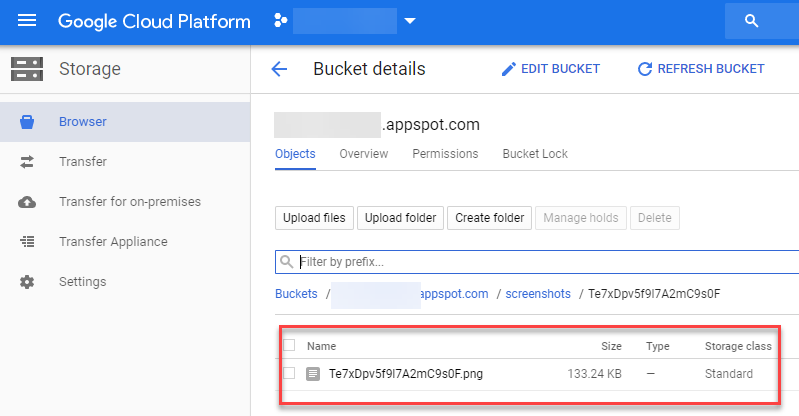 Google Cloud Platform
Storage
Bucket details
EDIT BUCKET
REFRESH BUCKET
Browser
Transfer
Transfer for on-premises
Transfer Appliance
Settings
.appspot.com
Objects Overview Permissions Bucket Lock
Upload files Upload folder Create folder Manage holds Delete
Filter by prefix...
Buckets / appspot.com / screenshots / Te7xDpv5f9l7A2mC9s0F
Name Size Type Storage class
Te7xDpv5f9l7A2mC9s0F.png 133.24 KB — Standard